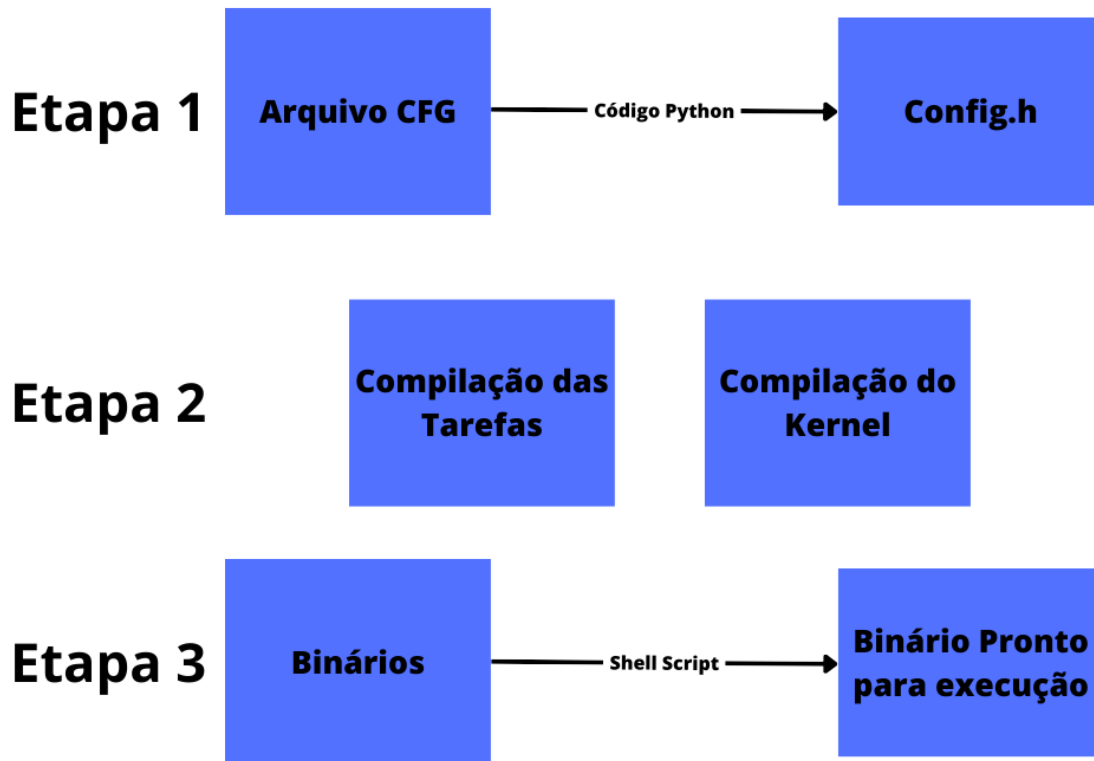 Etapa 1
Arquivo CFG
Código Python
Config.h
Etapa 2
Compilação das
Tarefas
Compilação do
Kernel
Etapa 3
Binários
Shell Script
Binário Pronto
para execução